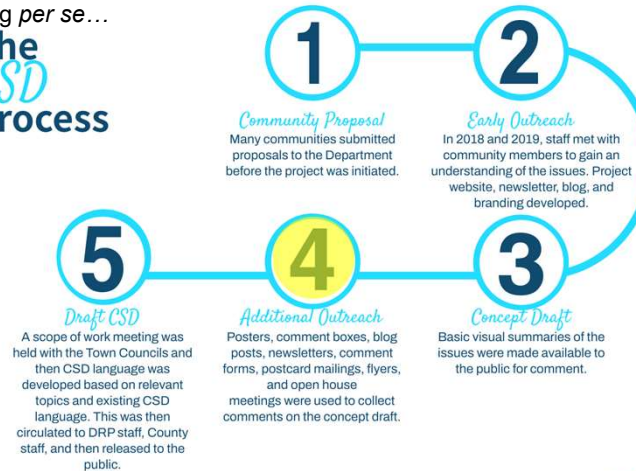 g per se…
he
SD
rocess
1
Community Proposal
Many communities submitted
proposals to the Department
before the project was initiated.
2
Early Outreach
In 2018 and 2019, staff met with
community members to gain an
understanding of the issues. Project
website, newsletter, blog, and
branding developed.
3
Concept Draft
Basic visual summaries of the
issues were made available to
the public for comment.
4
Additional Outreach
Posters, comment boxes, blog
posts, newsletters, comment
forms, postcard mailings, flyers,
and open house
meetings were used to collect
comments on the concept draft.
5
Draft CSD
A scope of work meeting was
held with the Town Councils and
then CSD language was
developed based on relevant
topics and existing CSD
language. This was then
circulated to DRP staff, County
staff, and then released to the
public.